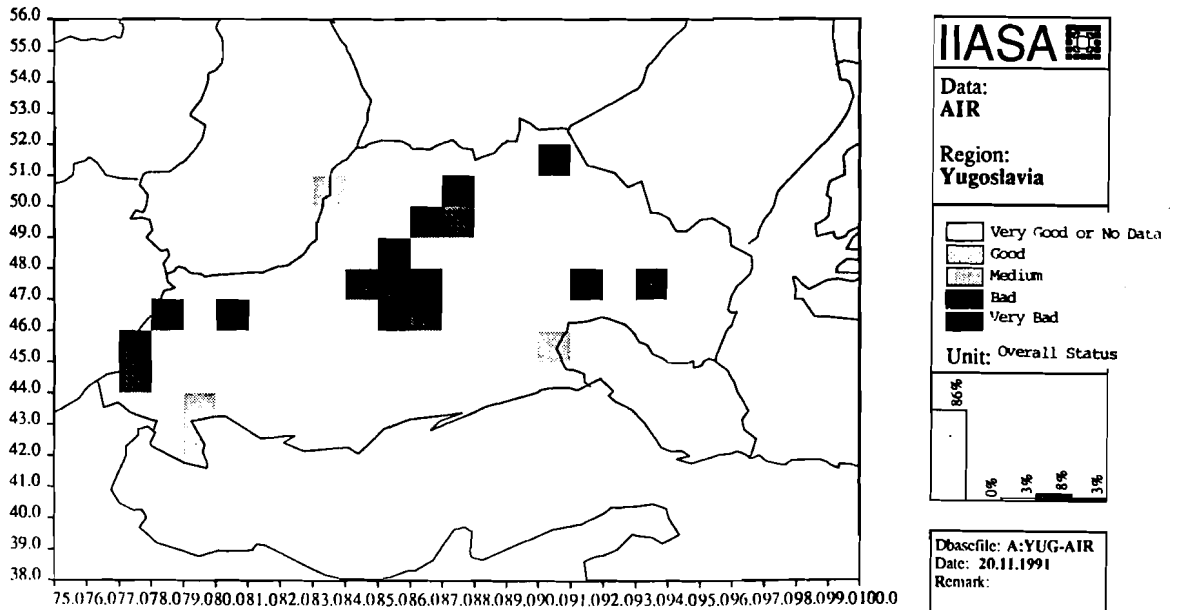 56.0
55.0
54.0
53.0
52.0
51.0
50.0
49.0
48.0
47.0
46.0
45.0
44.0
43.0
42.0
41.0
40.0
39.0
38.0
75.076.077.078.079.080.081.082.083.084.085.086.087.088.089.090.091.092.093.094.095.096.097.098.099.0100.0
IIASA
Data:
AIR
Region:
Yugoslavia
Very Good or No Data
Good
Medium
Bad
Very Bad
Unit: Overall Status
86%
0%
3%
8%
3%
Dbasefile: A:YUG-AIR
Date: 20.11.1991
Remark: